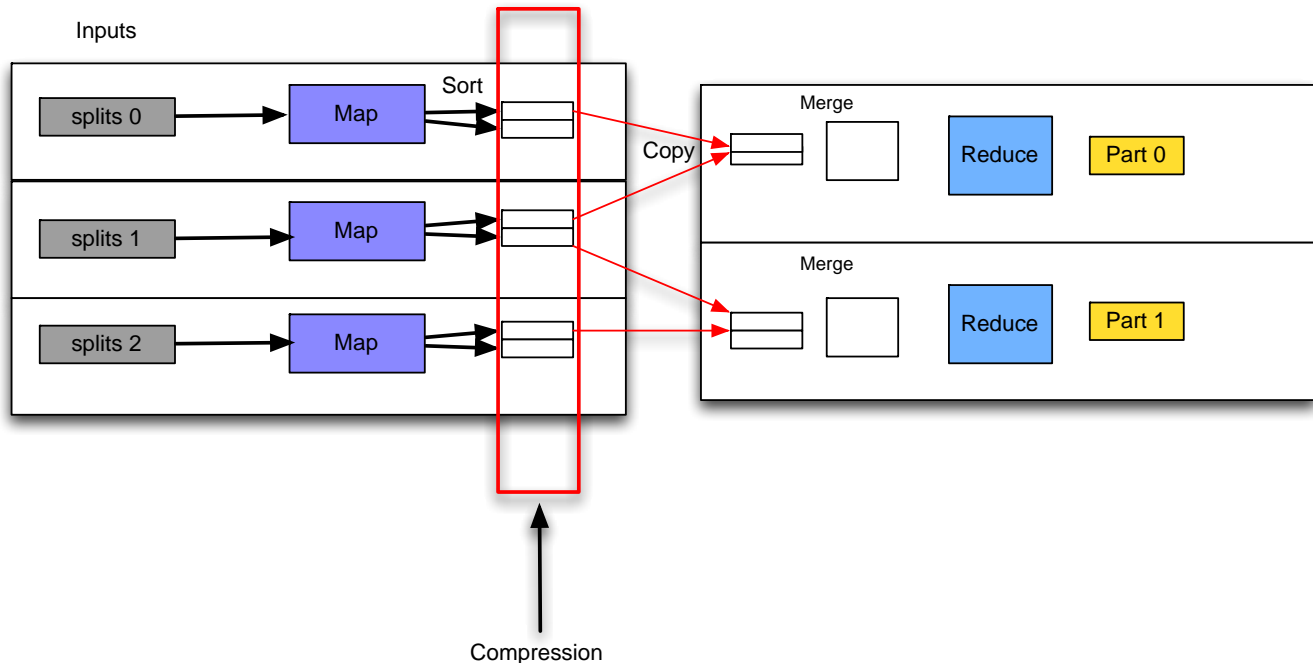 Inputs
Sort
splits 0
Map
Copy
splits 1
Map
splits 2
Map
Merge
Reduce
Part 0
Merge
Reduce
Part 1
Compression